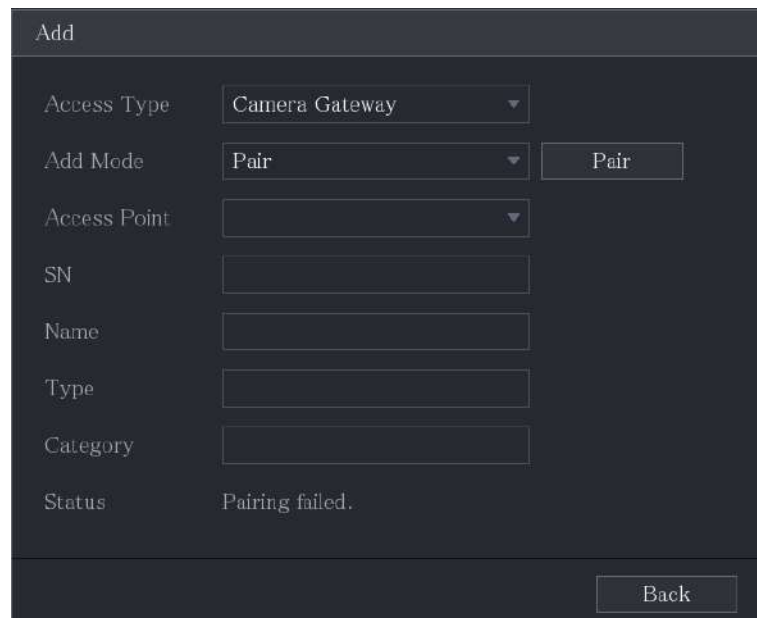 Add
Access Type Camera Gateway
Add Mode Pair Pair
Access Point
SN
Name
Type
Category
Status Pairing failed.
Back